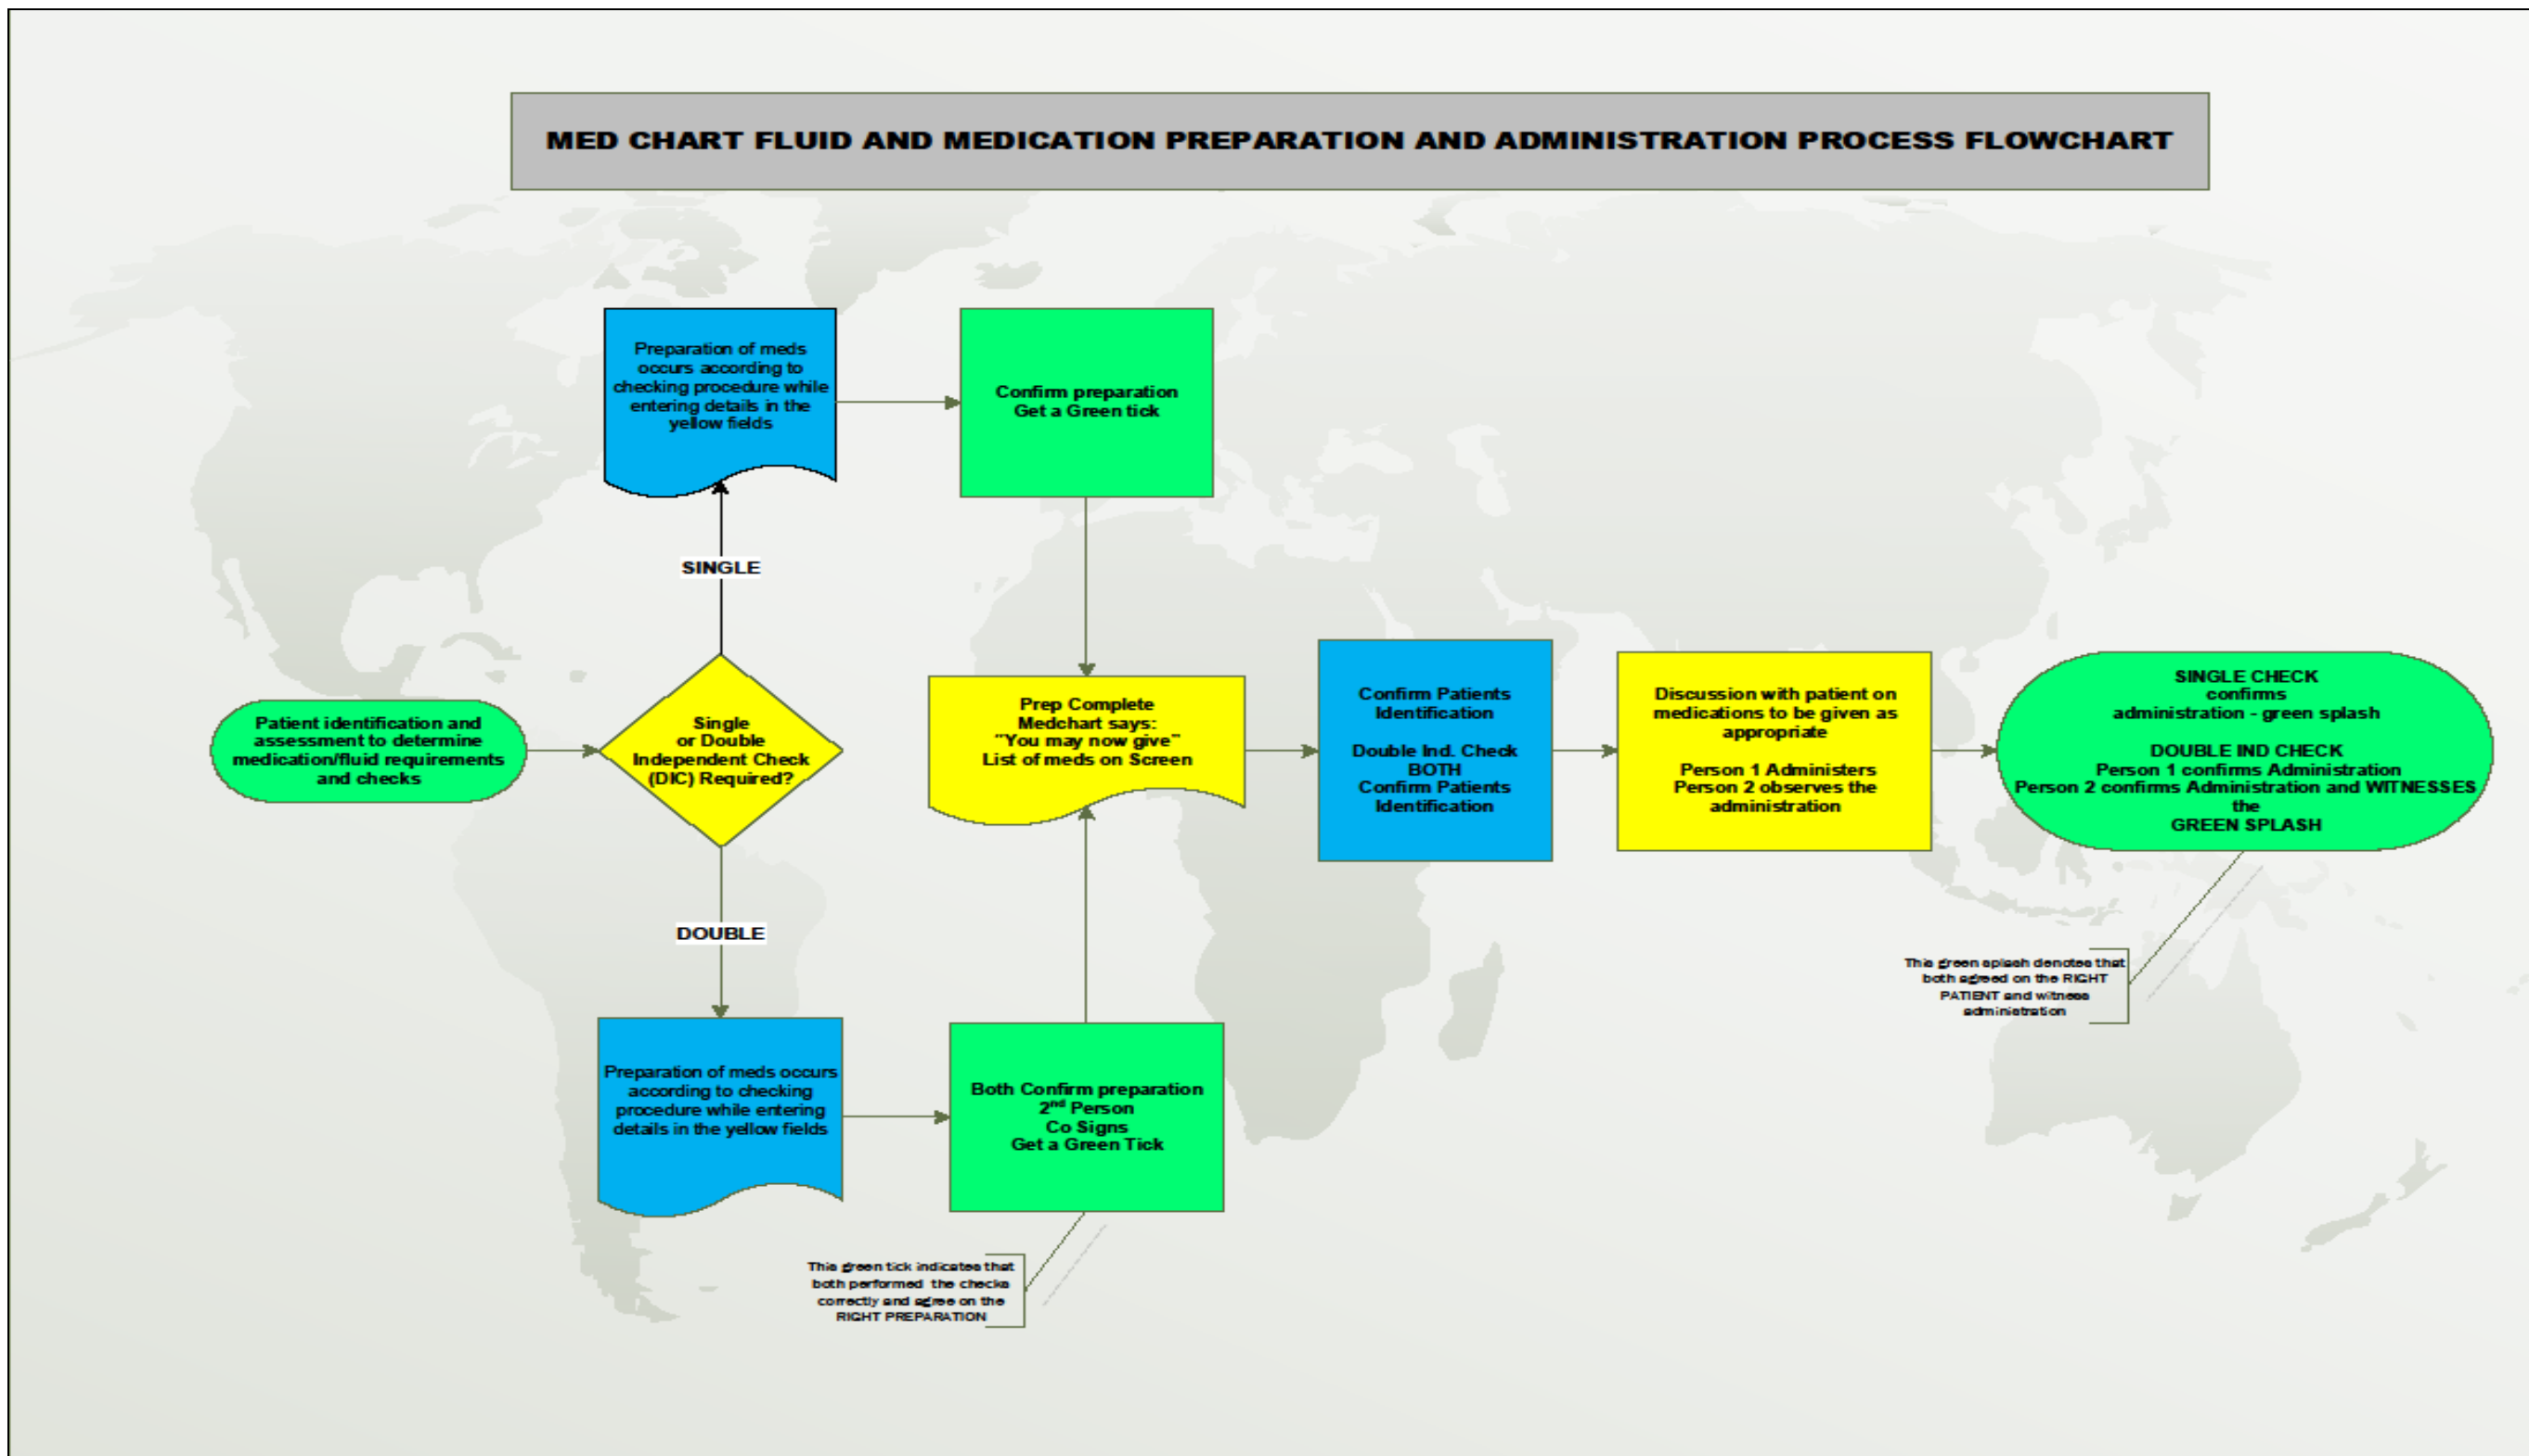 MED CHART FLUID AND MEDICATION PREPARATION AND ADMINISTRATION PROCESS FLOWCHART
Patient identification and
assessment to determine
medication/fluid requirements
and checks
Single
or Double
Independent Check
(DIC) Required?
SINGLE
Preparation of meds
occurs according to
checking procedure while
entering details in the
yellow fields
Confirm preparation
Get a Green tick
DOUBLE
Preparation of meds occurs
according to checking
procedure while entering
details in the yellow fields
Both Confirm preparation
2nd Person
Co Signs
Get a Green Tick
This green tick indicates that
both performed the checks
correctly and agree on the
RIGHT PREPARATION
Prep Complete
Medchart says:
"You may now give"
List of meds on Screen
Confirm Patients
Identification
Double Ind. Check
BOTH
Confirm Patients
Identification
Discussion with patient on
medications to be given as
appropriate
Person 1 Administers
Person 2 observes the
administration
SINGLE CHECK
confirms
administration - green splash
DOUBLE IND CHECK
Person 1 confirms Administration
Person 2 confirms Administration and WITNESSES
the
GREEN SPLASH
This green splash denotes that
both agreed on the RIGHT
PATIENT and witness
administration